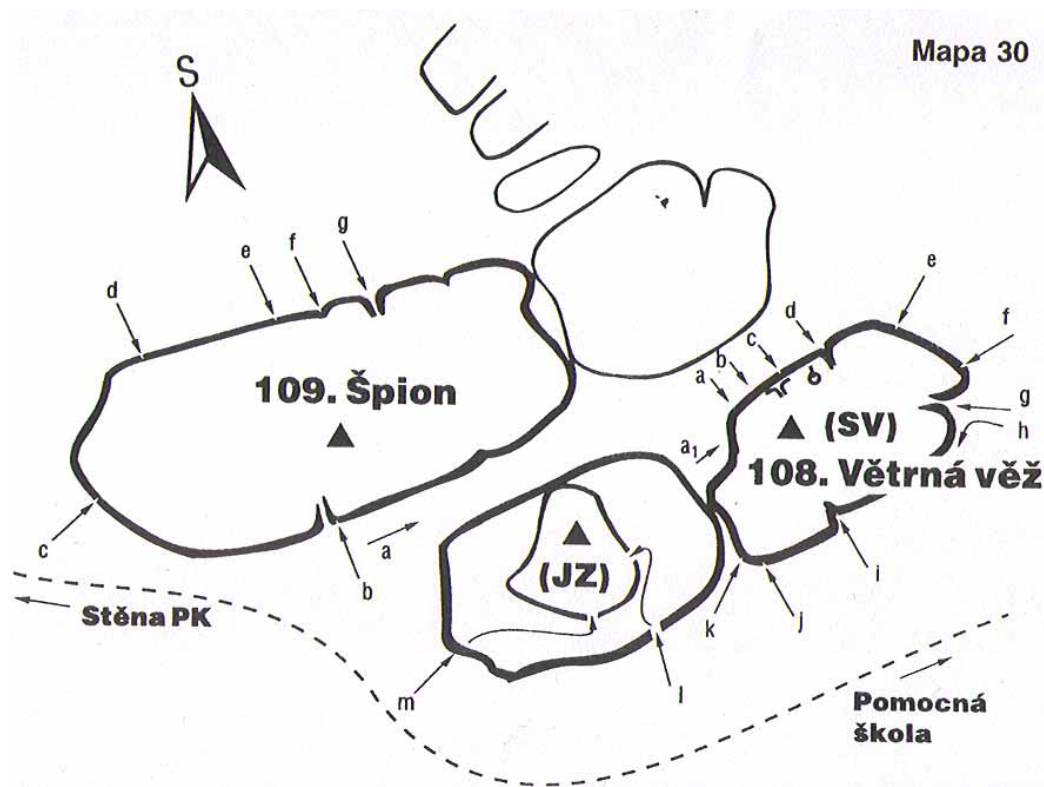 Mapa 30
S
g
f
e
d
e
f
d
c
b
a
109. Špion
g
(SV)
h
a1
108. Větrná věž
c
a
b
(JZ)
i
j
k
Stěna PK
m
l
Pomocná
škola